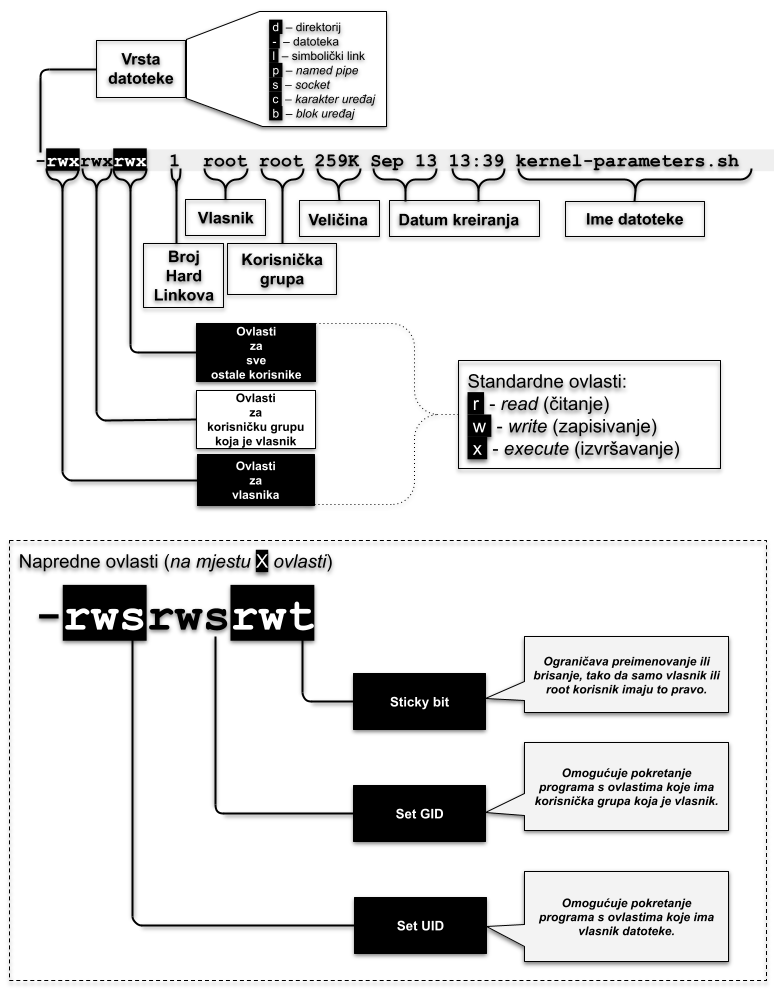 Vrsta
datoteke
d – direktorij
- – datoteka
l – simbolički link
p – named pipe
s – socket
c – karakter uređaj
b – blok uređaj
-rwxrwxrwx 1 root root 259K Sep 13 13:39 kernel-parameters.sh
Vlasnik
Veličina
Datum kreiranja
Ime datoteke
Broj
Hard
Linkova
Korisnička
grupa
Ovlasti
za
sve
ostale korisnike
Ovlasti
za
korisničku grupu
koja je vlasnik
Ovlasti
za
vlasnika
Standardne ovlasti:
r - read (čitanje)
w - write (zapisivanje)
x - execute (izvršavanje)
Napredne ovlasti (na mjestu X ovlasti)
-rwsrwsrwt
Sticky bit
Ograničava preimenovanje ili
brisanje, tako da samo vlasnik ili
root korisnik imaju to pravo.
Set GID
Omogućuje pokretanje
programa s ovlastima koje ima
korisnička grupa koja je vlasnik.
Set UID
Omogućuje pokretanje
programa s ovlastima koje ima
vlasnik datoteke.